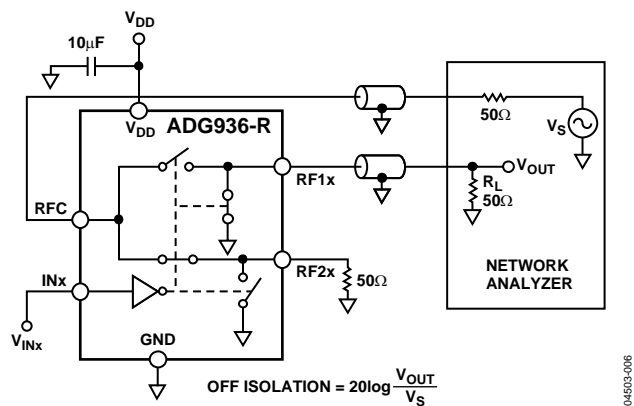 VDD
10µF
VDD
ADG936-R
50Ω
VS
RF1x
VOUT
RL
50Ω
RFC
RF2x
50Ω
INx
NETWORK
ANALYZER
VINx
GND
OFF ISOLATION = 20log VOUT
VS
04503-006